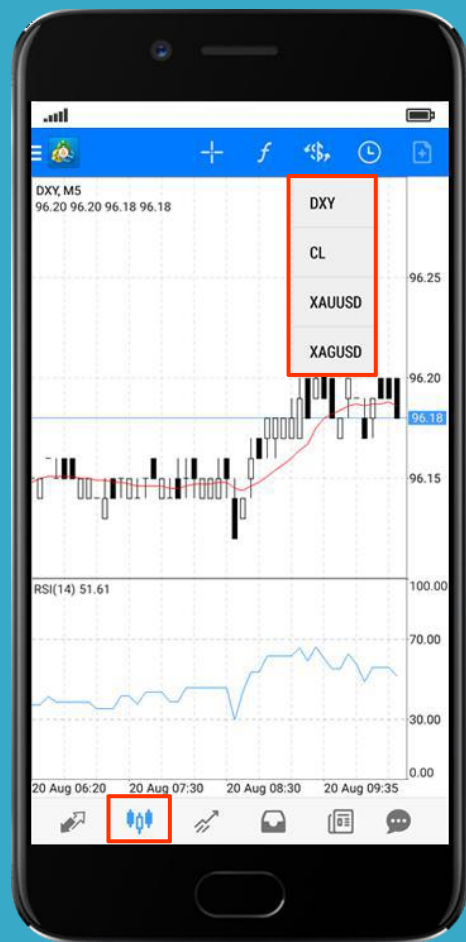 DXY, M5
96.20 96.20 96.18 96.18
DXY
CL
XAUUSD
XAGUSD
96.25
96.20
96.18
96.15
RSI(14) 51.61
100.00
70.00
30.00
0.00
20 Aug 06:20 20 Aug 07:30 20 Aug 08:30 20 Aug 09:35